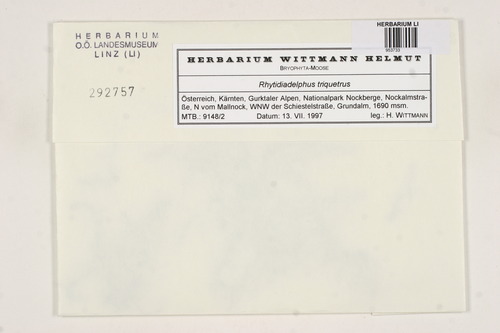 HERBARIUM
O.Ö. LANDESMUSEUM
LINZ (LI)
292757
HERBARIUM LI
HERBARIUM WITTMANN HELMUT
BRYOPHYTA-MOOSE
Rhytidiadelphus triquetrus
Österreich, Kärnten, Gurktaler Alpen, Nationalpark Nockberge, Nockalmstra-
ße, N vom Mallnock, WNW der Schiestelstraße, Grundalm, 1690 msm.
MTB.: 9148/2 Datum: 13. VII. 1997 leg.: H. WITTMANN